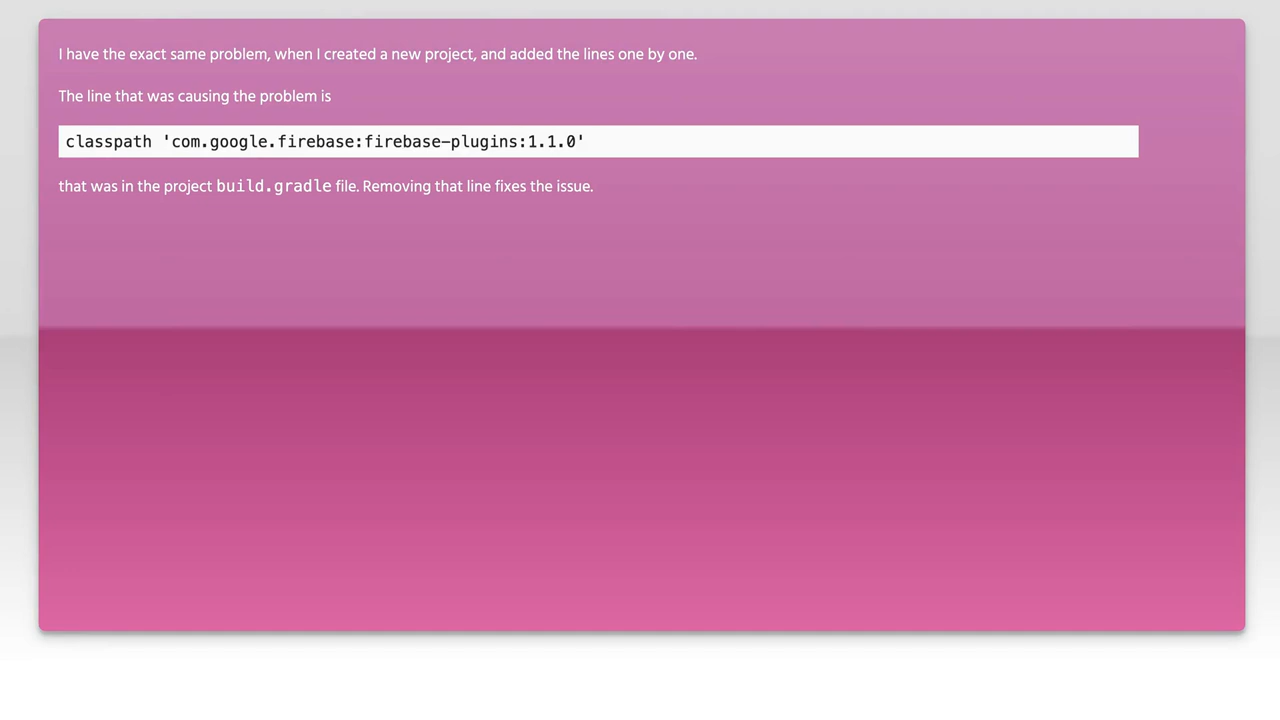 I have the exact same problem, when I created a new project, and added the lines one by one.
The line that was causing the problem is
classpath 'com.google.firebase:firebase-plugins:1.1.0'
that was in the project build.gradle file. Removing that line fixes the issue.